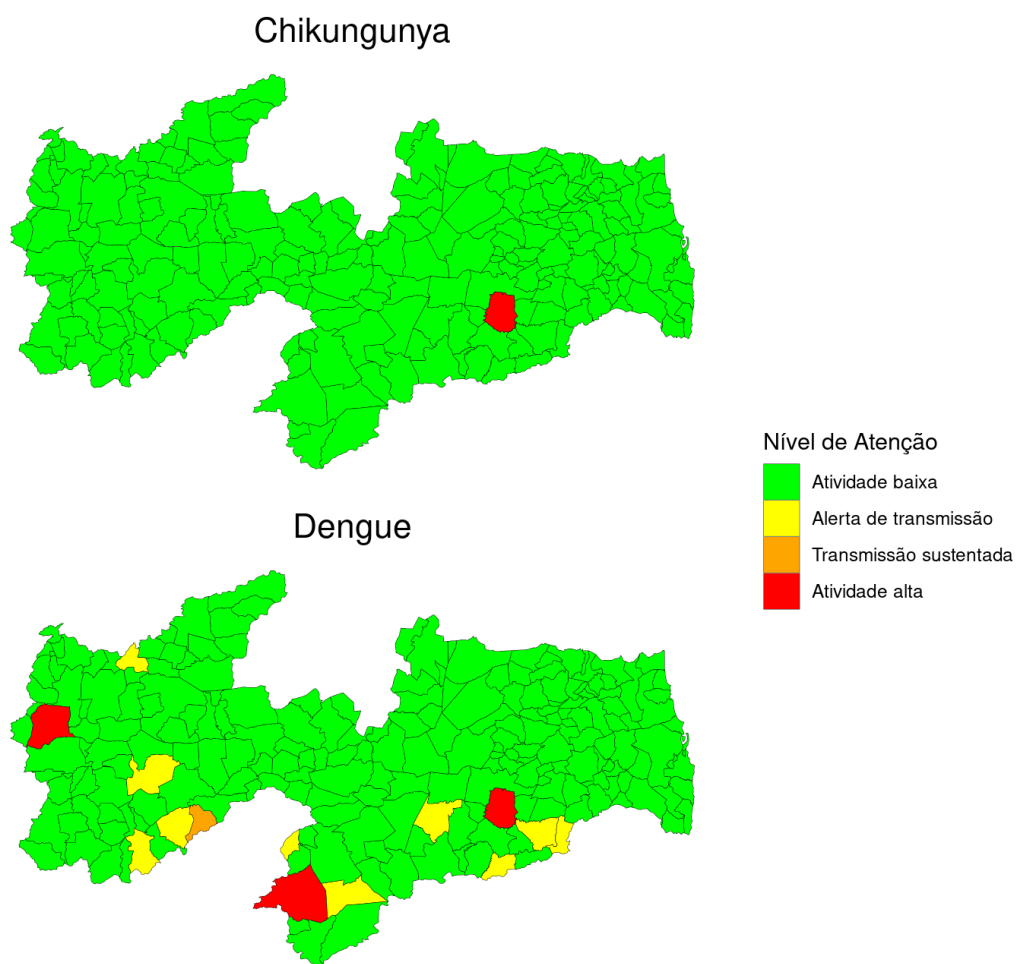 Chikungunya
Nível de Atenção
Atividade baixa
Alerta de transmissão
Transmissão sustentada
Atividade alta
Dengue